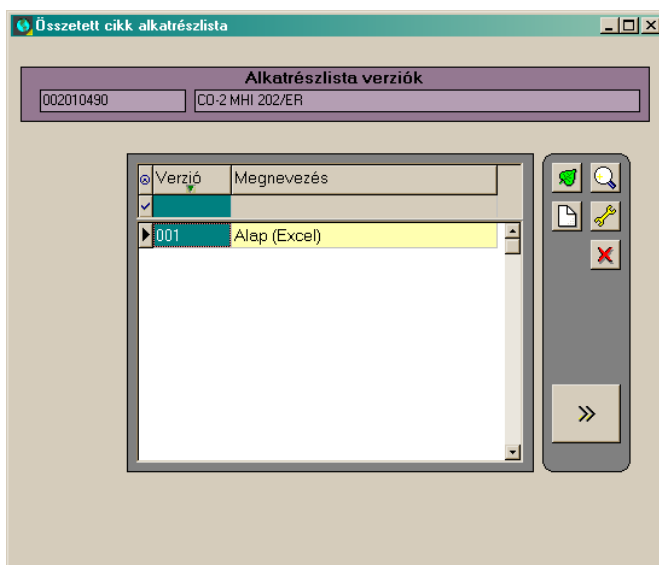 Összetett cikk alkatrészlista
Alkatrészlista verziók
002010490 CO-2 MHI 202/ER
Verzió Megnevezés
001 Alap (Excel)